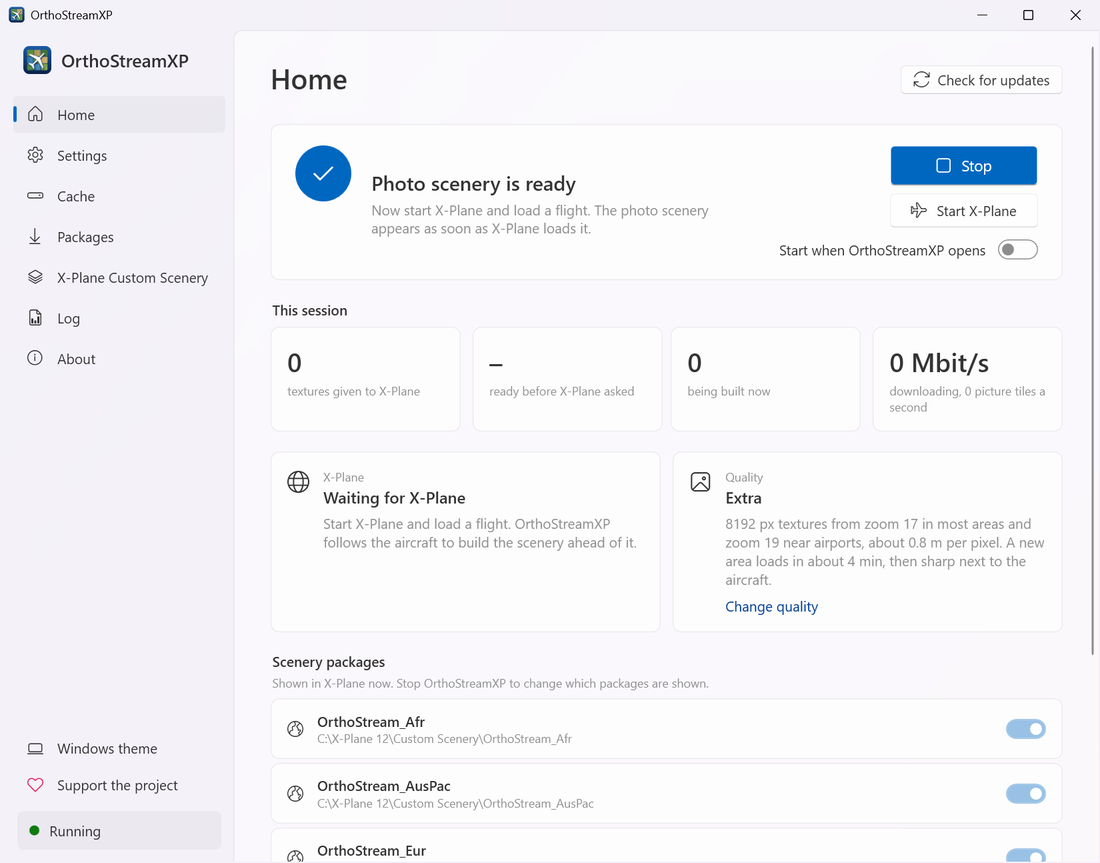 OrthoStreamXP
OrthoStreamXP
Home
Settings
Cache
Packages
X-Plane Custom Scenery
Log
About
Windows theme
Support the project
Running
Home
Check for updates
Photo scenery is ready
Now start X-Plane and load a flight. The photo scenery
appears as soon as X-Plane loads it.
Stop
Start X-Plane
Start when OrthoStreamXP opens
This session
0
textures given to X-Plane
–
ready before X-Plane asked
0
being built now
0 Mbit/s
downloading, 0 picture tiles a
second
X-Plane
Waiting for X-Plane
Start X-Plane and load a flight. OrthoStreamXP
follows the aircraft to build the scenery ahead of it.
Quality
Extra
8192 px textures from zoom 17 in most areas and
zoom 19 near airports, about 0.8 m per pixel. A new
area loads in about 4 min, then sharp next to the
aircraft.
Change quality
Scenery packages
Shown in X-Plane now. Stop OrthoStreamXP to change which packages are shown.
OrthoStream_Afr
C:\X-Plane 12\Custom Scenery\OrthoStream_Afr
OrthoStream_AusPac
C:\X-Plane 12\Custom Scenery\OrthoStream_AusPac
OrthoStream_Eur